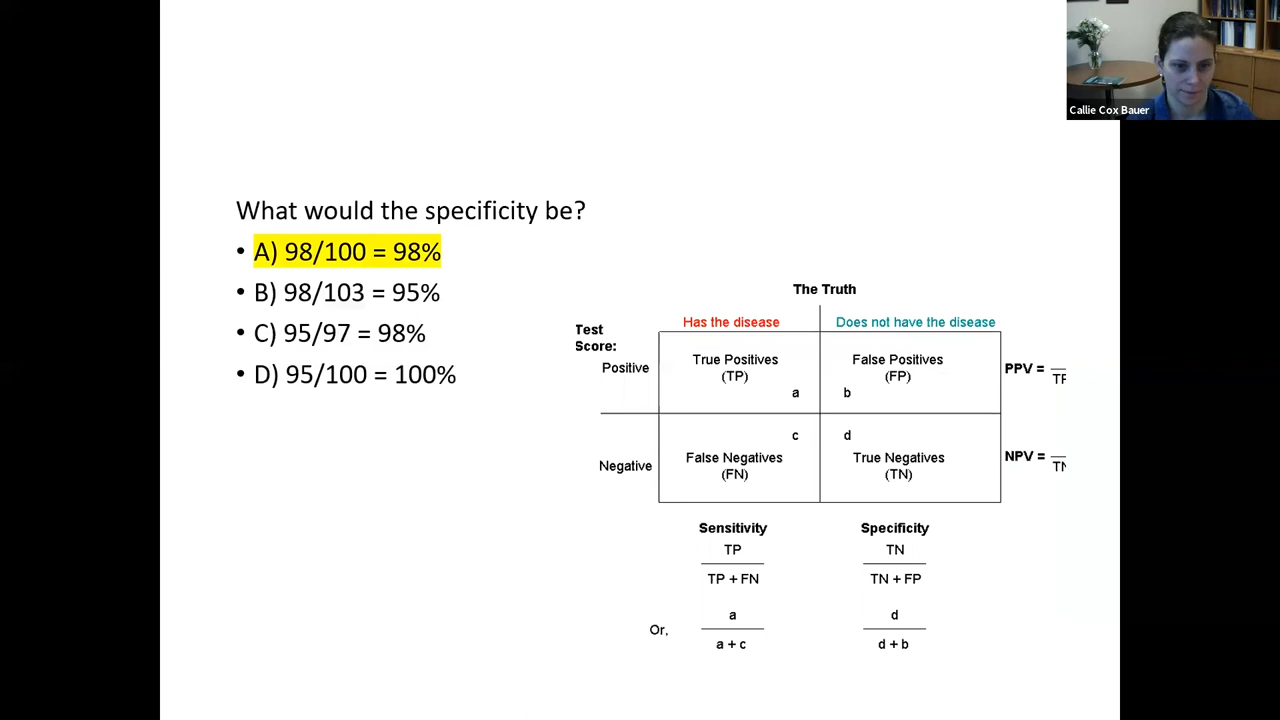 Callie Cox Bauer
What would the specificity be?
• A) 98/100 = 98%
• B) 98/103 = 95%
• C) 95/97 = 98%
• D) 95/100 = 100%
The Truth
Test
Score:
Has the disease
Does not have the disease
Positive
True Positives
(TP)
a
False Positives
(FP)
b
PPV =
TP
Negative
c
False Negatives
(FN)
d
True Negatives
(TN)
NPV =
TN
Sensitivity
TP
TP + FN
Specificity
TN
TN + FP
Or,
a
a + c
d
d + b